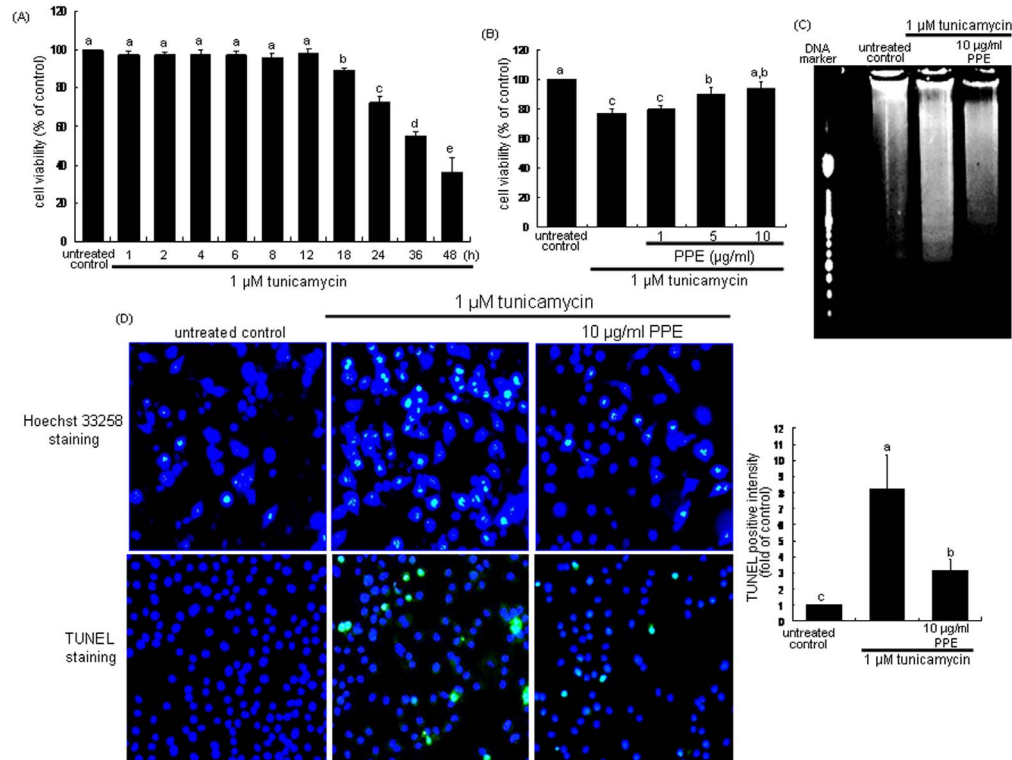 (A)
cell viability (% of control)
120
100
80
60
40
20
0
a a a a a a a b c d e
untreated
control
1 2 4 6 8 12 18 24 36 48 (h)
1 µM tunicamycin
(B)
cell viability (% of control)
120
100
80
60
40
20
0
a c c b a,b
untreated
control
1 5 10
PPE (µg/ml)
1 µM tunicamycin
(C)
1 µM tunicamycin
DNA
marker
untreated
control
10 µg/ml
PPE
(D)
1 µM tunicamycin
untreated control
10 µg/ml PPE
Hoechst 33258
staining
TUNEL
staining
TUNEL positive intensity
(fold of control)
12
11
10
9
8
7
6
5
4
3
2
1
0
c a b
untreated
control
10 µg/ml
PPE
1 µM tunicamycin